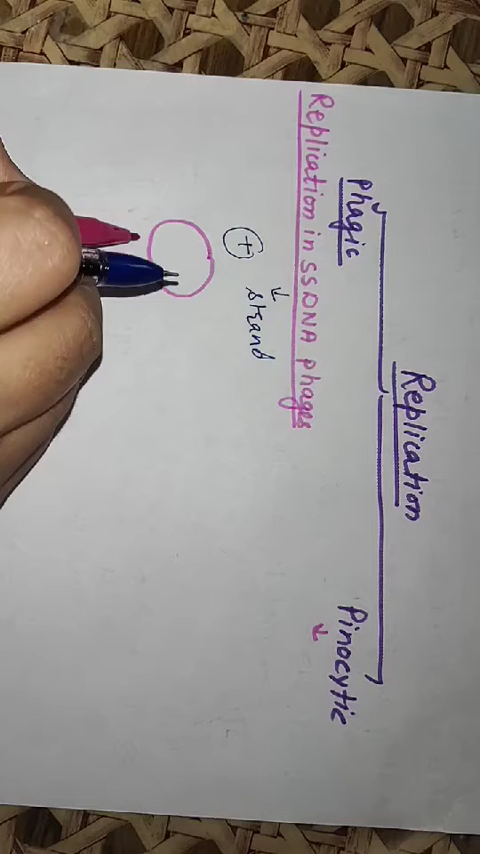 Replication
Phagic
Pinocytic
Replication in SSDNA phages
+
strand